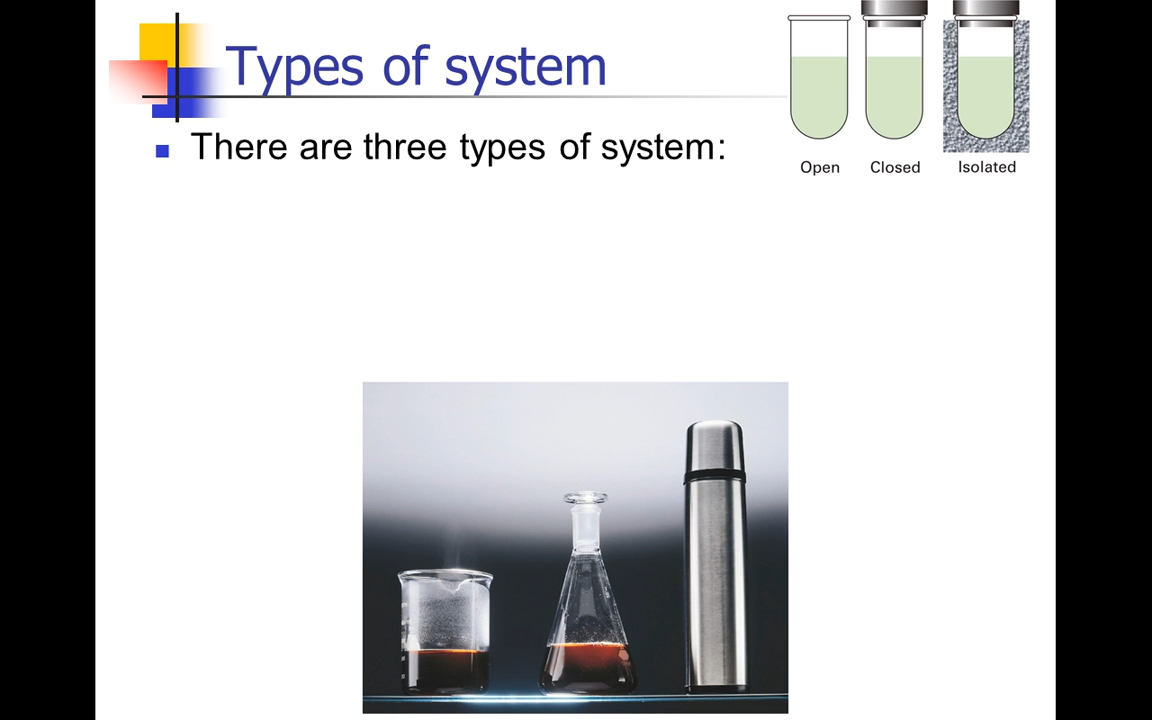 Types of system
There are three types of system:
Open Closed Isolated